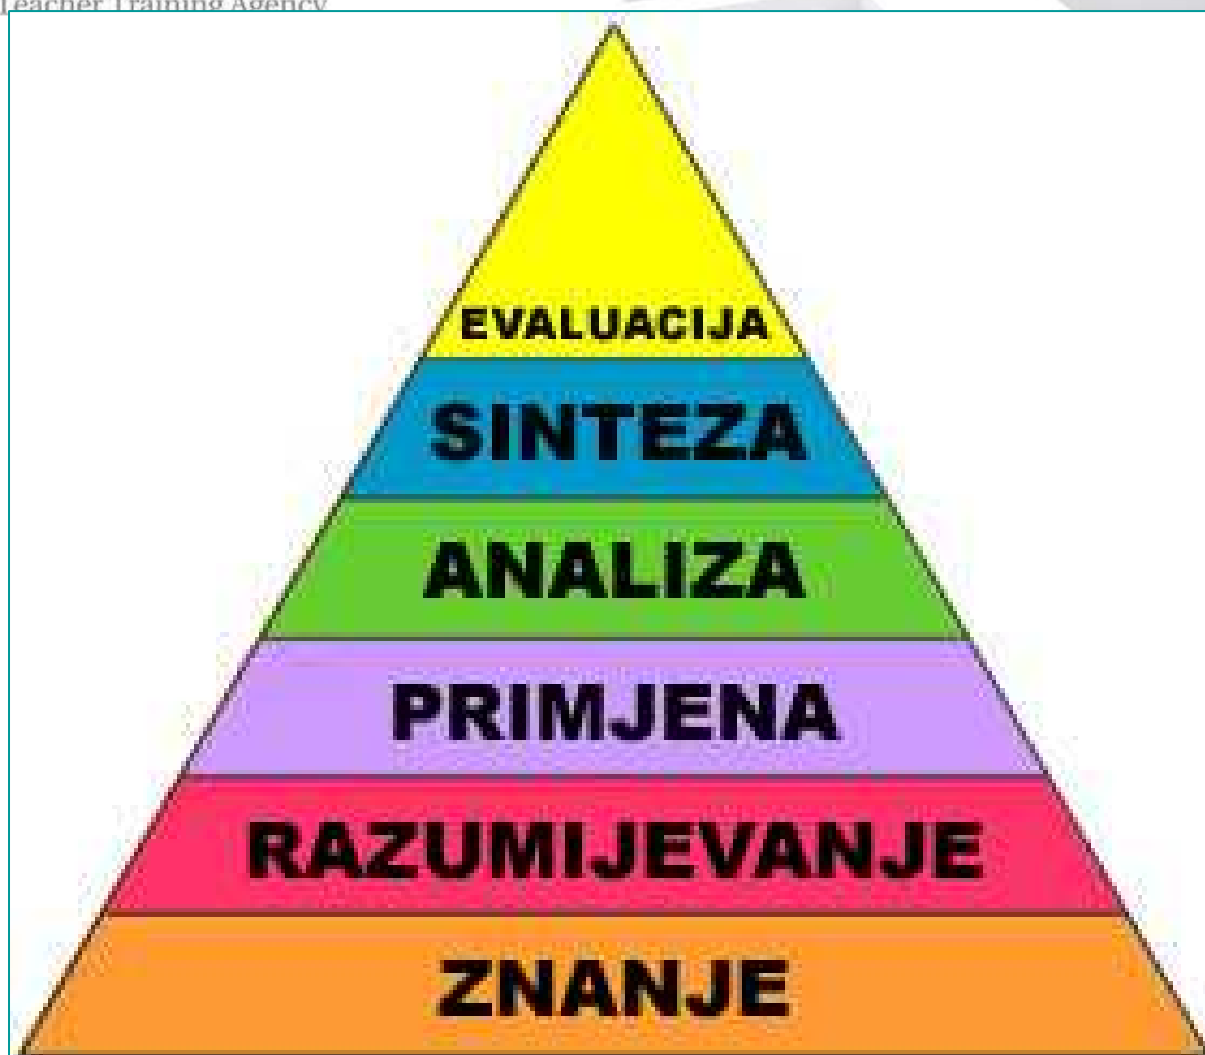 Teacher Training Agency
EVALUACIJA
SINTEZA
ANALIZA
PRIMJENA
RAZUMIJEVANJE
ZNANJE